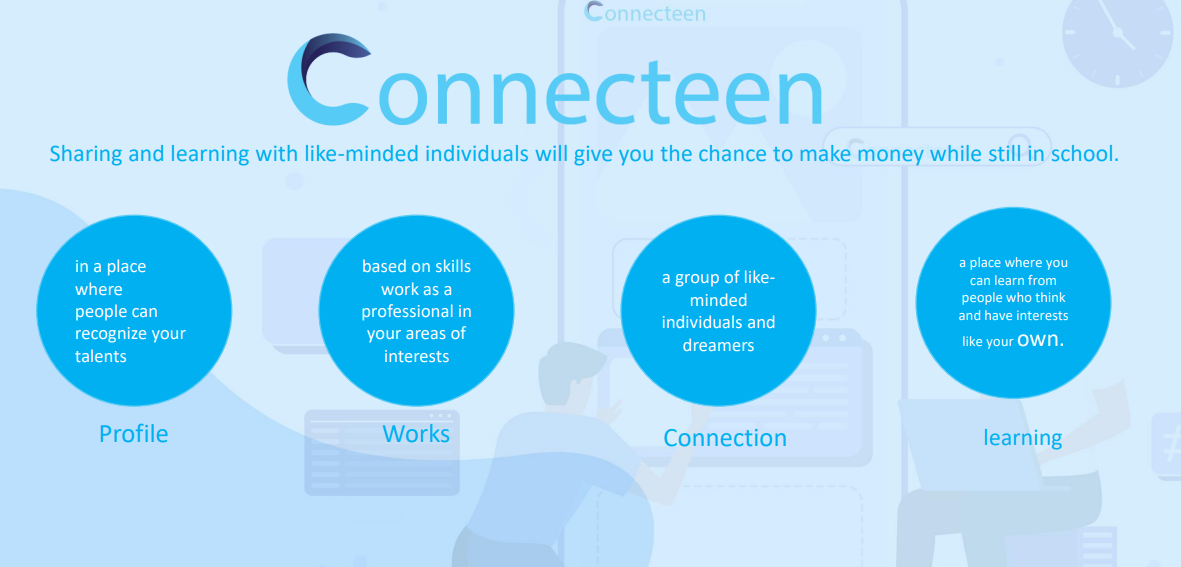 Connecteen
Connecteen
Sharing and learning with like-minded individuals will give you the chance to make money while still in school.
in a place
where
people can
recognize your
talents
Profile
based on skills
work as a
professional in
your areas of
interests
Works
a group of like-
minded
individuals and
dreamers
Connection
a place where you
can learn from
people who think
and have interests
like your own.
learning
#